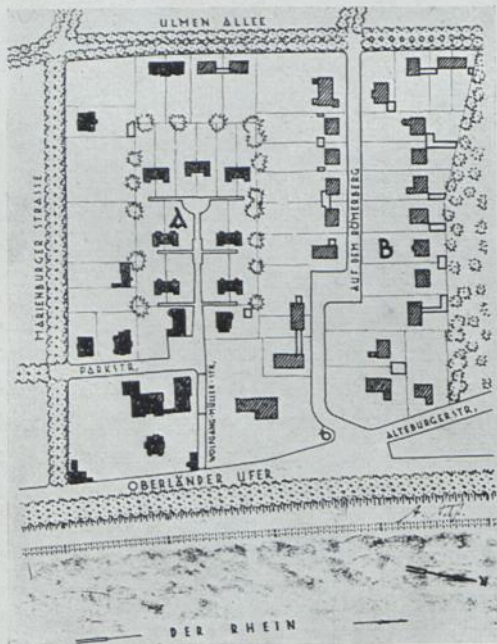 ULMEN ALLEE
MARIENBURGER STRASSE
A
AUF DEM RÖMERBERG
B
PARKSTR.
WOLFGANG-MÜLLER-STR.
ALTEBURGERSTR.
OBERLÄNDER UFER
DER RHEIN